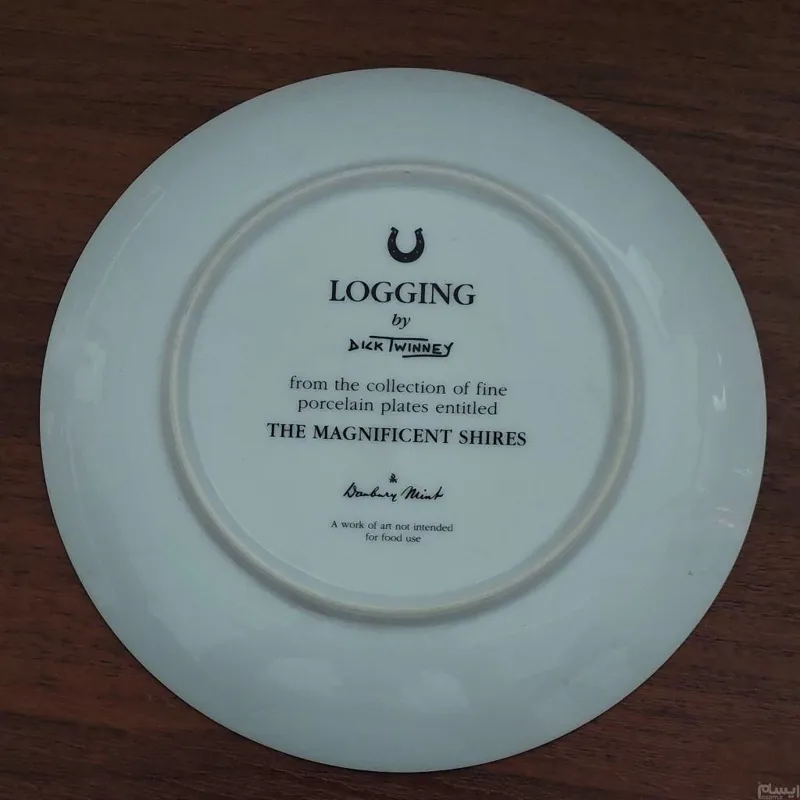 LOGGING
by
DICK TWINNEY
from the collection of fine
porcelain plates entitled
THE MAGNIFICENT SHIRES
Danbury Mint
A work of art not intended
for food use
ایسام